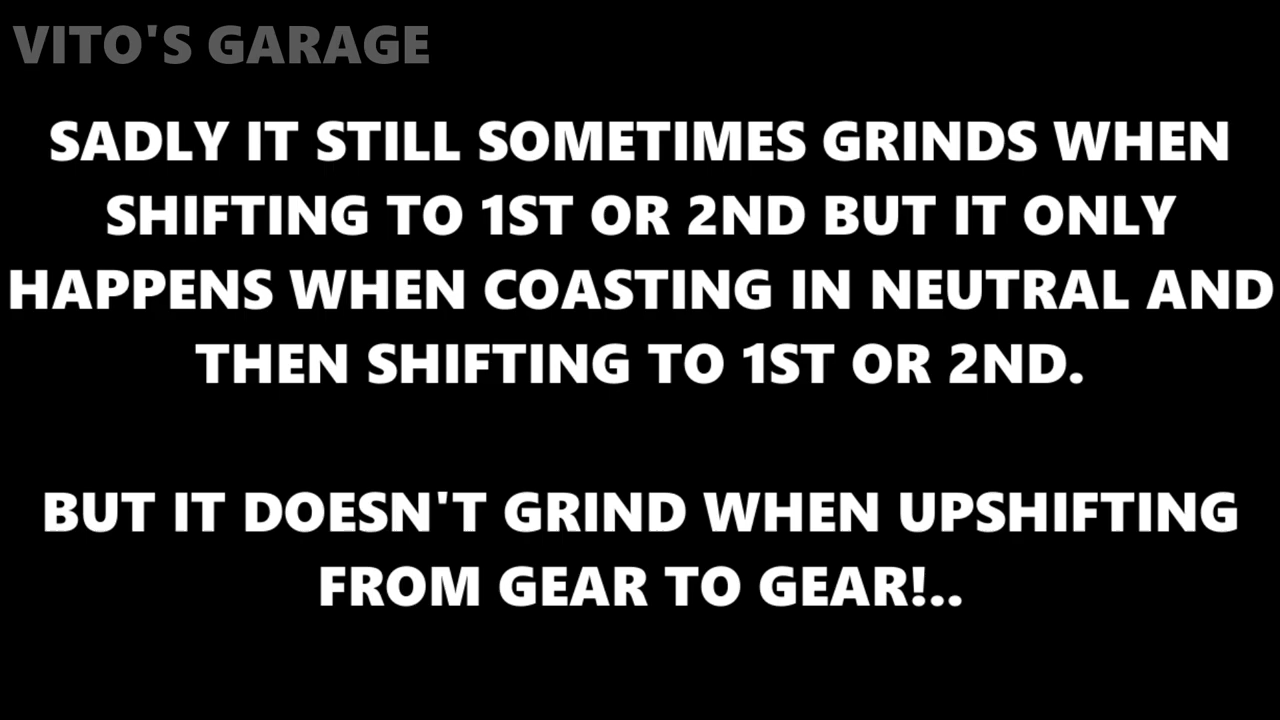 VITO'S GARAGE
SADLY IT STILL SOMETIMES GRINDS WHEN
SHIFTING TO 1ST OR 2ND BUT IT ONLY
HAPPENS WHEN COASTING IN NEUTRAL AND
THEN SHIFTING TO 1ST OR 2ND.
BUT IT DOESN'T GRIND WHEN UPSHIFTING
FROM GEAR TO GEAR!..